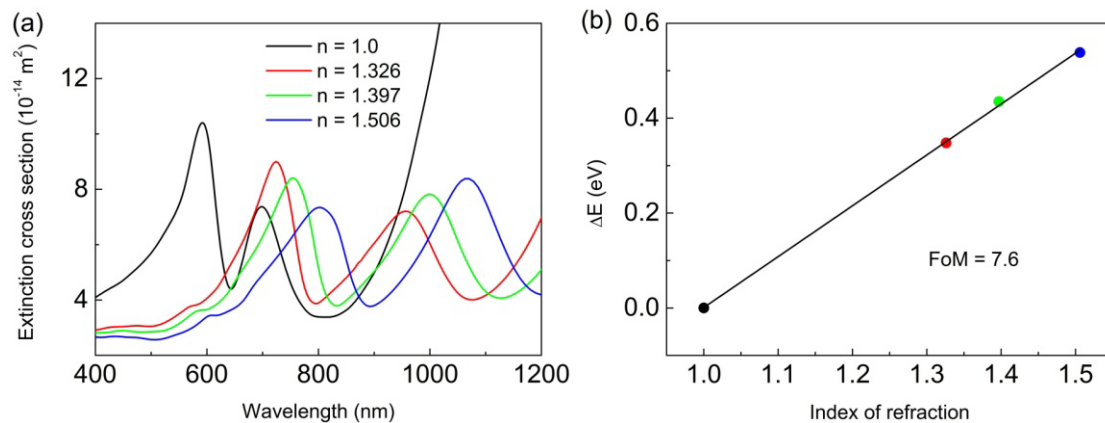 (a)
Extinction cross section (10⁻¹⁴ m²)
12
8
4
n = 1.0
n = 1.326
n = 1.397
n = 1.506
400
600
800
1000
1200
Wavelength (nm)
(b)
ΔE (eV)
0.6
0.4
0.2
0.0
FoM = 7.6
1.0
1.1
1.2
1.3
1.4
1.5
Index of refraction